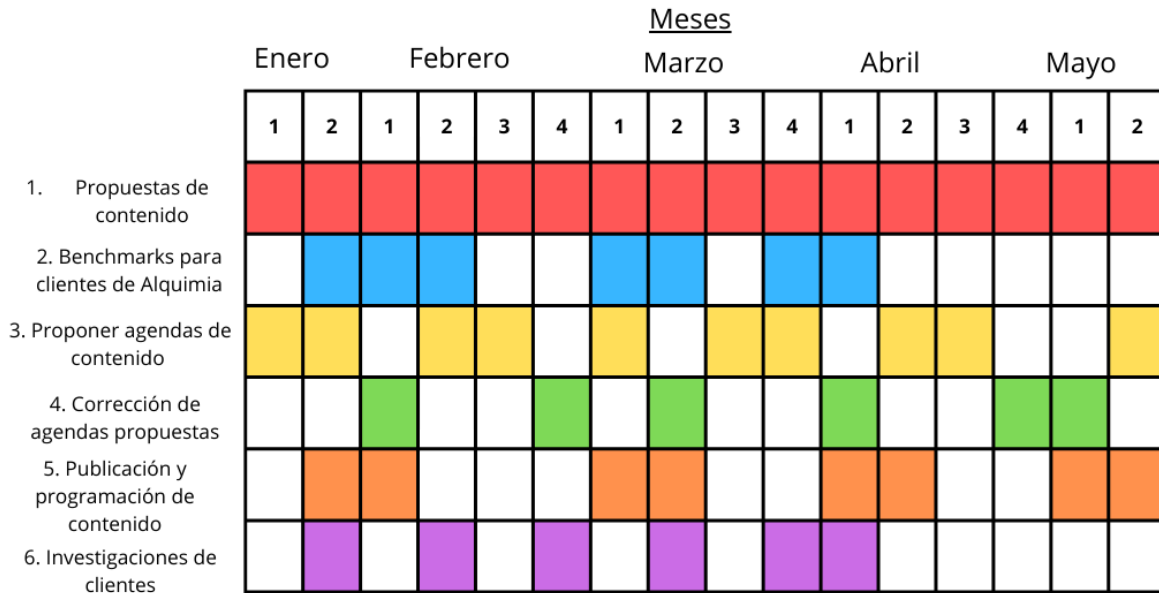 Meses
Enero Febrero Marzo Abril Mayo
1 2 1 2 3 4 1 2 3 4 1 2 3 4 1 2
1. Propuestas de
contenido
2. Benchmarks para
clientes de Alquimia
3. Proponer agendas de
contenido
4. Corrección de
agendas propuestas
5. Publicación y
programación de
contenido
6. Investigaciones de
clientes